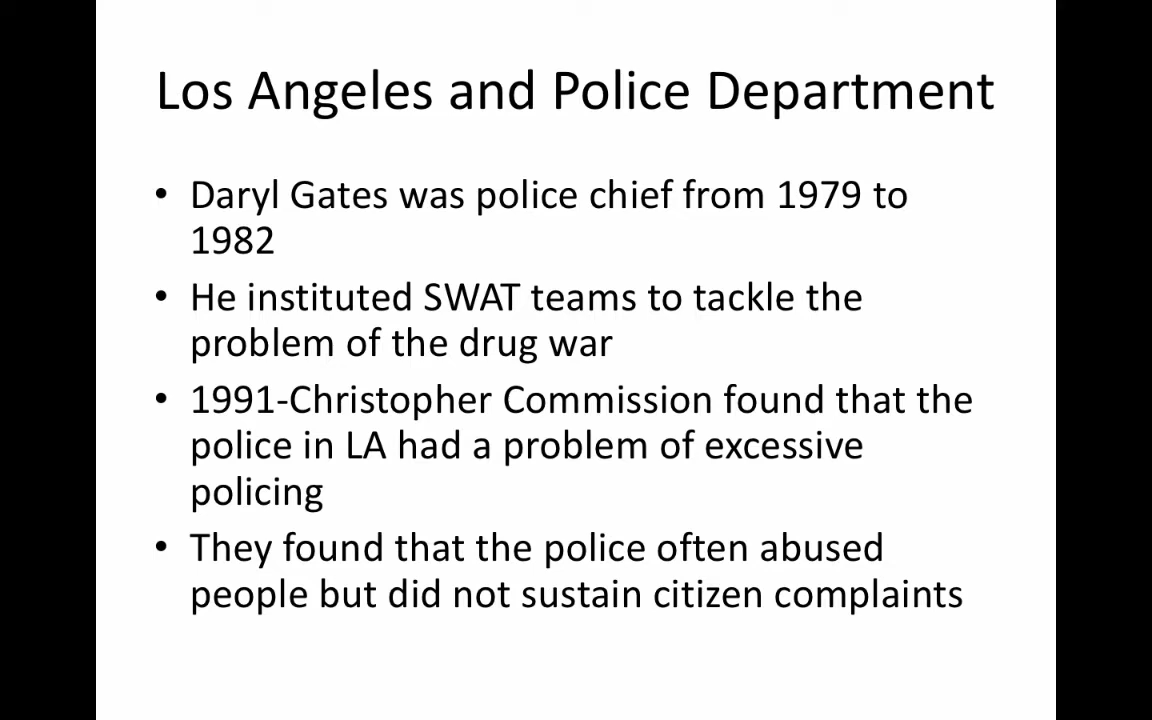 Los Angeles and Police Department
• Daryl Gates was police chief from 1979 to
1982
• He instituted SWAT teams to tackle the
problem of the drug war
• 1991-Christopher Commission found that the
police in LA had a problem of excessive
policing
• They found that the police often abused
people but did not sustain citizen complaints